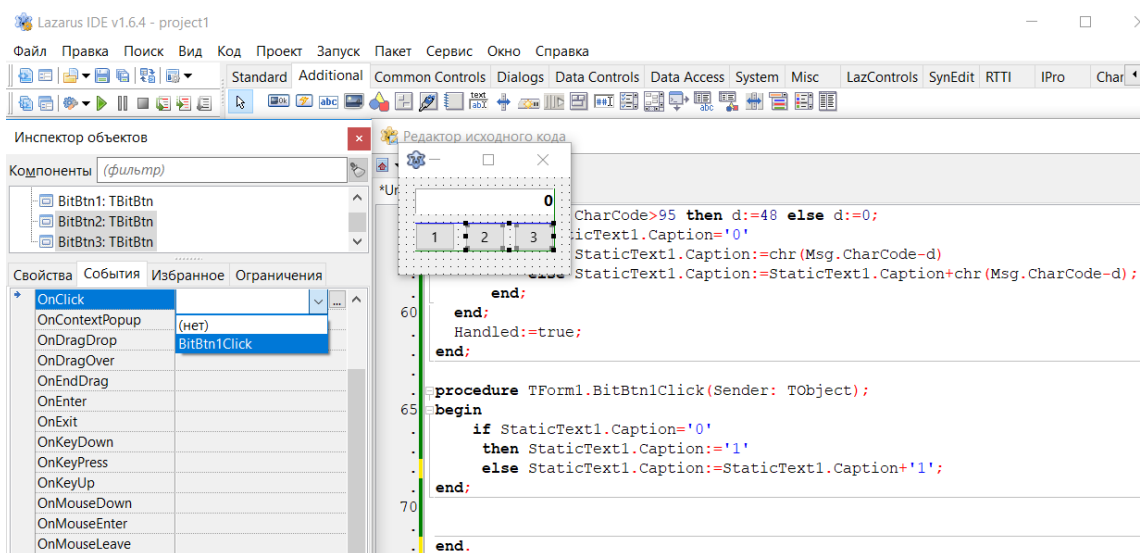 Lazarus IDE v1.6.4 - project1
Файл Правка Поиск Вид Код Проект Запуск Пакет Сервис Окно Справка
Standard Additional Common Controls Dialogs Data Controls Data Access System Misc LazControls SynEdit RTTI IPro Char
Инспектор объектов
Компоненты (фильтр)
BitBtn1: TBitBtn
BitBtn2: TBitBtn
BitBtn3: TBitBtn
Свойства События Избранное Ограничения
OnClick
(нет)
BitBtn1Click
OnContextPopup
OnDragDrop
OnDragOver
OnEndDrag
OnEnter
OnExit
OnKeyDown
OnKeyPress
OnKeyUp
OnMouseDown
OnMouseEnter
OnMouseLeave
Редактор исходного кода
0
1 2 3
CharCode>95 then d:=48 else d:=0;
ticText1.Caption='0'
StaticText1.Caption:=chr(Msg.CharCode-d)
else StaticText1.Caption:=StaticText1.Caption+chr(Msg.CharCode-d);
end;
60 end;
Handled:=true;
end;
procedure TForm1.BitBtn1Click(Sender: TObject);
65 begin
if StaticText1.Caption='0'
then StaticText1.Caption:='1'
else StaticText1.Caption:=StaticText1.Caption+'1';
end;
70
end.